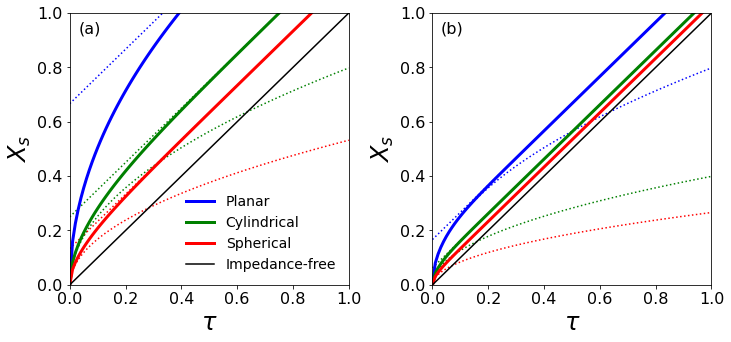 (a)
1.0
0.8
0.6
0.4
0.2
0.0
X_s
Planar
Cylindrical
Spherical
Impedance-free
0.0 0.2 0.4 0.6 0.8 1.0
τ
(b)
1.0
0.8
0.6
0.4
0.2
0.0
X_s
0.0 0.2 0.4 0.6 0.8 1.0
τ